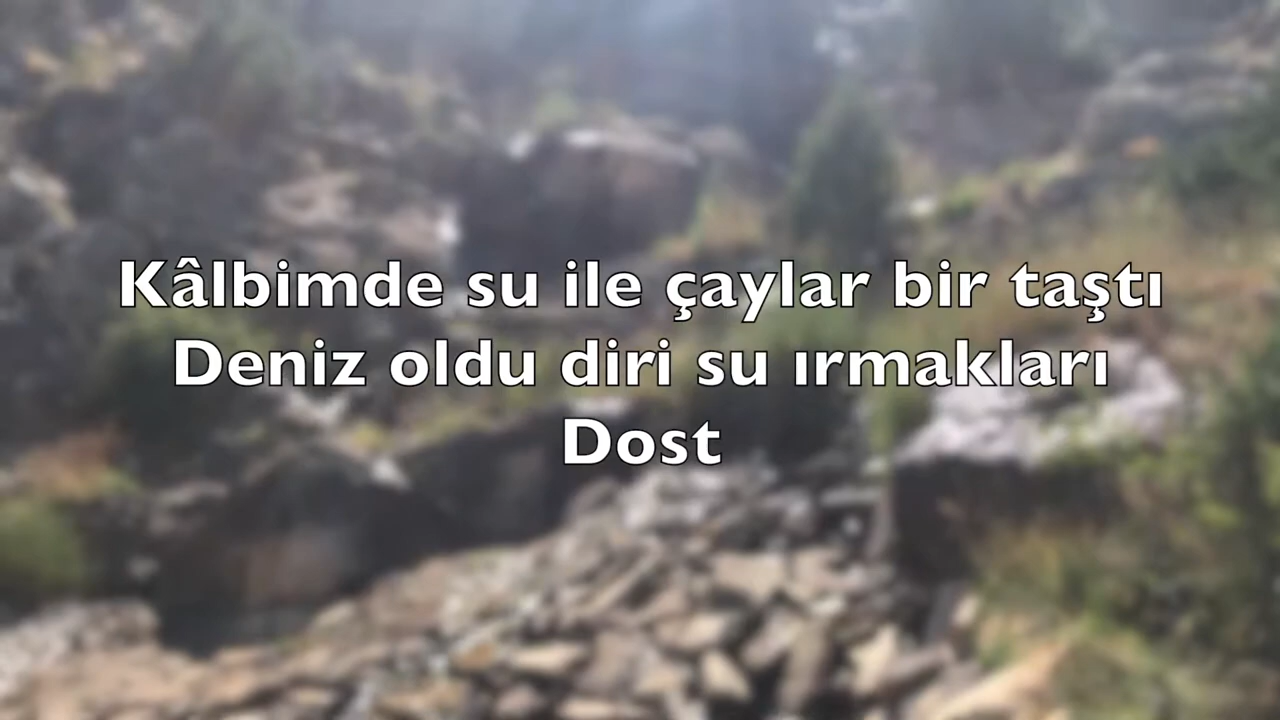 Kâlbimde su ile çaylar bir taştı
Deniz oldu diri su ırmakları
Dost